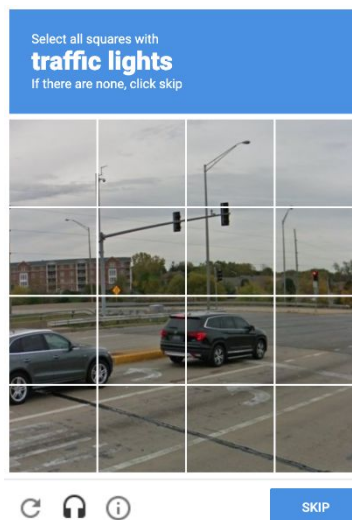 Select all squares with
traffic lights
If there are none, click skip
SKIP